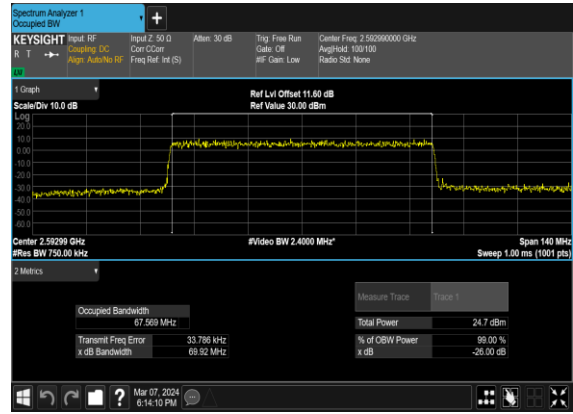 Spectrum Analyzer 1
Occupied BW
+
KEYSIGHT Input: RF Input Z: 50 Ω Atten: 30 dB Trig: Free Run Center Freq: 2.592990000 GHz
R T Coupling: DC Corr CCorr Gate: Off Avg|Hold: 100/100
Align: Auto/No RF Freq Ref: Int (S) #IF Gain: Low Radio Std: None
LW
1 Graph
Ref Lvl Offset 11.60 dB
Scale/Div 10.0 dB Ref Value 30.00 dBm
Log
20.0
10.0
0.00
-10.0
-20.0
-30.0
-40.0
-50.0
-60.0
Center 2.59299 GHz #Video BW 2.4000 MHz* Span 140 MHz
#Res BW 750.00 kHz Sweep 1.00 ms (1001 pts)
2 Metrics
Measure Trace Trace 1
Occupied Bandwidth
67.569 MHz
Total Power 24.7 dBm
Transmit Freq Error 33.786 kHz % of OBW Power 99.00 %
x dB Bandwidth 69.92 MHz x dB -26.00 dB
? Mar 07, 2024
6:14:10 PM